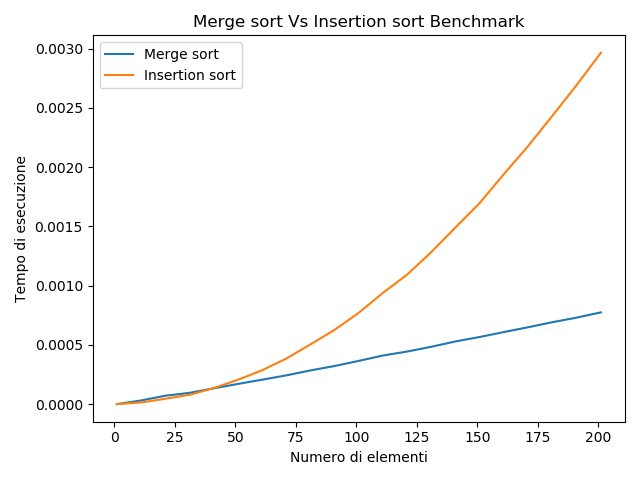 Merge sort Vs Insertion sort Benchmark
Merge sort
Insertion sort
Tempo di esecuzione
0.0030
0.0025
0.0020
0.0015
0.0010
0.0005
0.0000
0 25 50 75 100 125 150 175 200
Numero di elementi